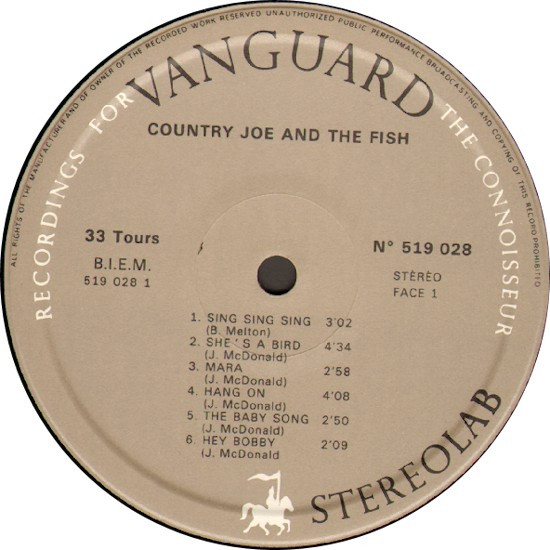 ALL RIGHTS OF THE MANUFACTURER AND OF THE OWNER OF THE RECORDED WORK RESERVED UNAUTHORIZED PUBLIC PERFORMANCE BROADCASTING AND COPYING OF THIS RECORD PROHIBITED
RECORDINGS FOR VANGUARD THE CONNOISSEUR
COUNTRY JOE AND THE FISH
33 Tours
N° 519 028
B.I.E.M.
519 028 1
STÉRÉO
FACE 1
1. SING SING SING 3'02
(B. Melton)
2. SHE'S A BIRD 4'34
(J. McDonald)
3. MARA 2'58
(J. McDonald)
4. HANG ON 4'08
(J. McDonald)
5. THE BABY SONG 2'50
(J. McDonald)
6. HEY BOBBY 2'09
(J. McDonald
STEREOLAB